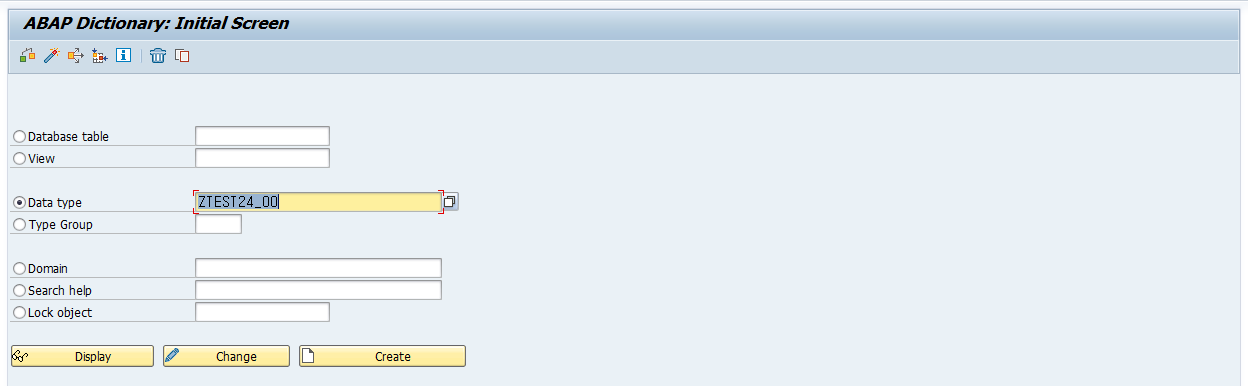 ABAP Dictionary: Initial Screen
Database table
View
Data type ZTEST24_00
Type Group
Domain
Search help
Lock object
Display Change Create